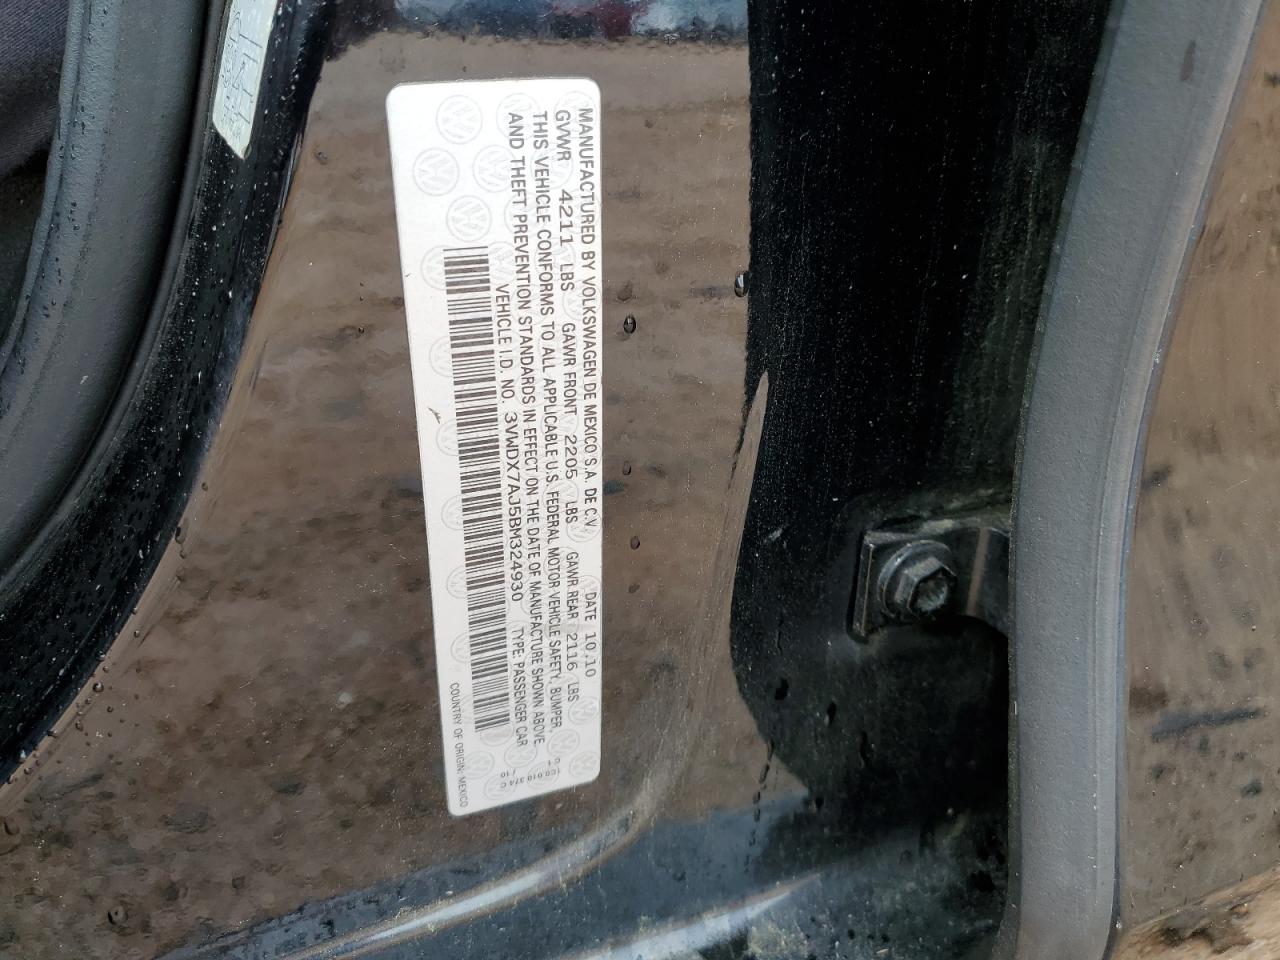 MANUFACTURED BY VOLKSWAGEN DE MEXICO S.A. DE C.V. DATE 10.10
GVWR 4211 LBS GAWR FRONT 2205 LBS GAWR REAR 2116 LBS
THIS VEHICLE CONFORMS TO ALL APPLICABLE U.S. FEDERAL MOTOR VEHICLE SAFETY, BUMPER,
AND THEFT PREVENTION STANDARDS IN EFFECT ON THE DATE OF MANUFACTURE SHOWN ABOVE.
VEHICLE I.D. NO. 3VWDX7AJ5BM324930 TYPE: PASSENGER CAR
COUNTRY OF ORIGIN: MEXICO